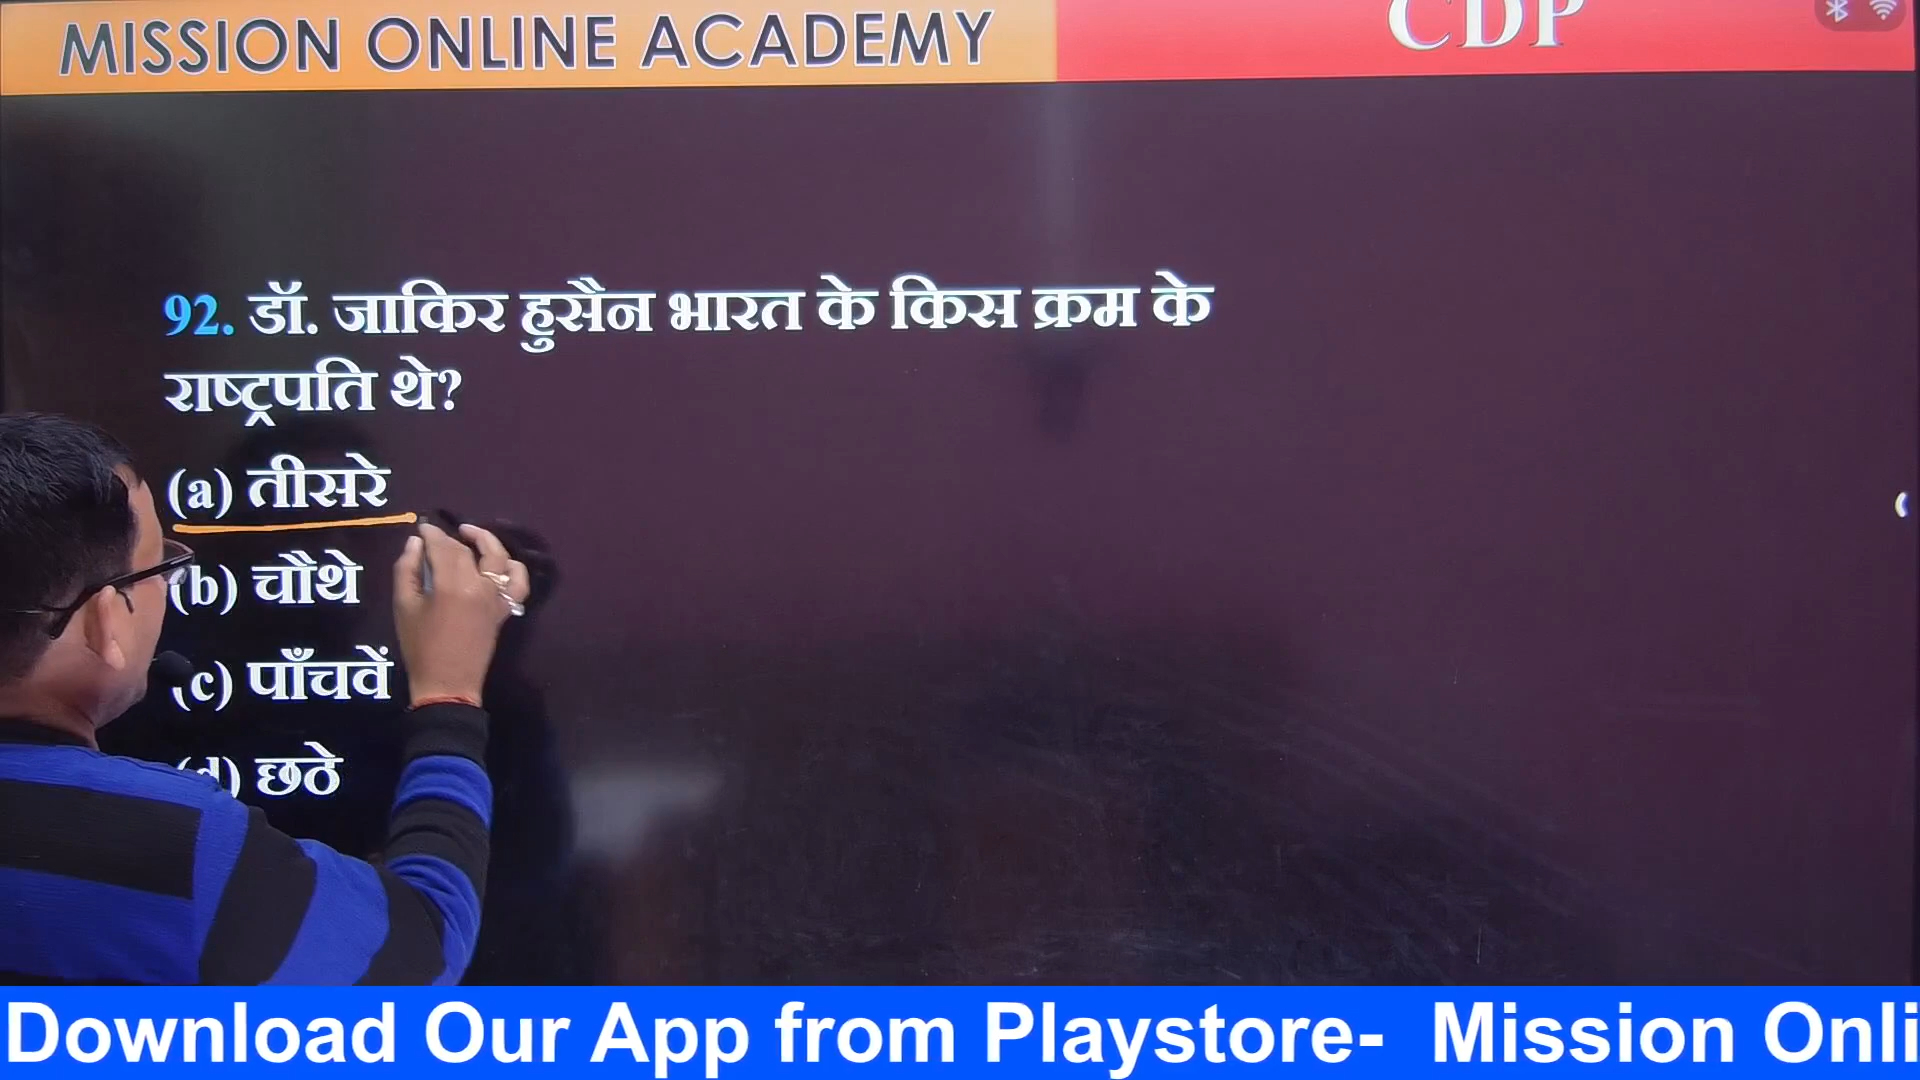 MISSION ONLINE ACADEMY
CDP
92. डॉ. जाकिर हुसैन भारत के किस क्रम के
राष्ट्रपति थे?
(a) तीसरे
(b) चौथे
(c) पाँचवें
(d) छठे
Download Our App from Playstore- Mission Onli